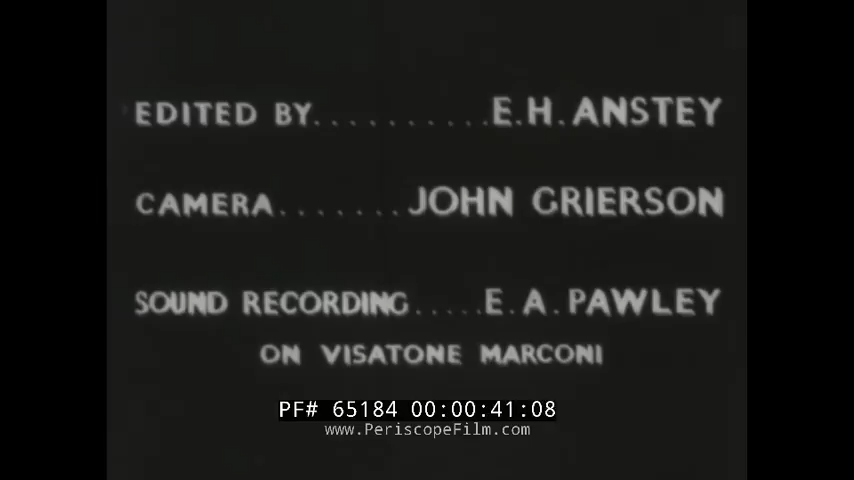 EDITED BY..........E.H.ANSTEY
CAMERA.......JOHN GRIERSON
SOUND RECORDING.....E.A.PAWLEY
ON VISATONE MARCONI
PF# 65184 00:00:41:08
www.PeriscopeFilm.com